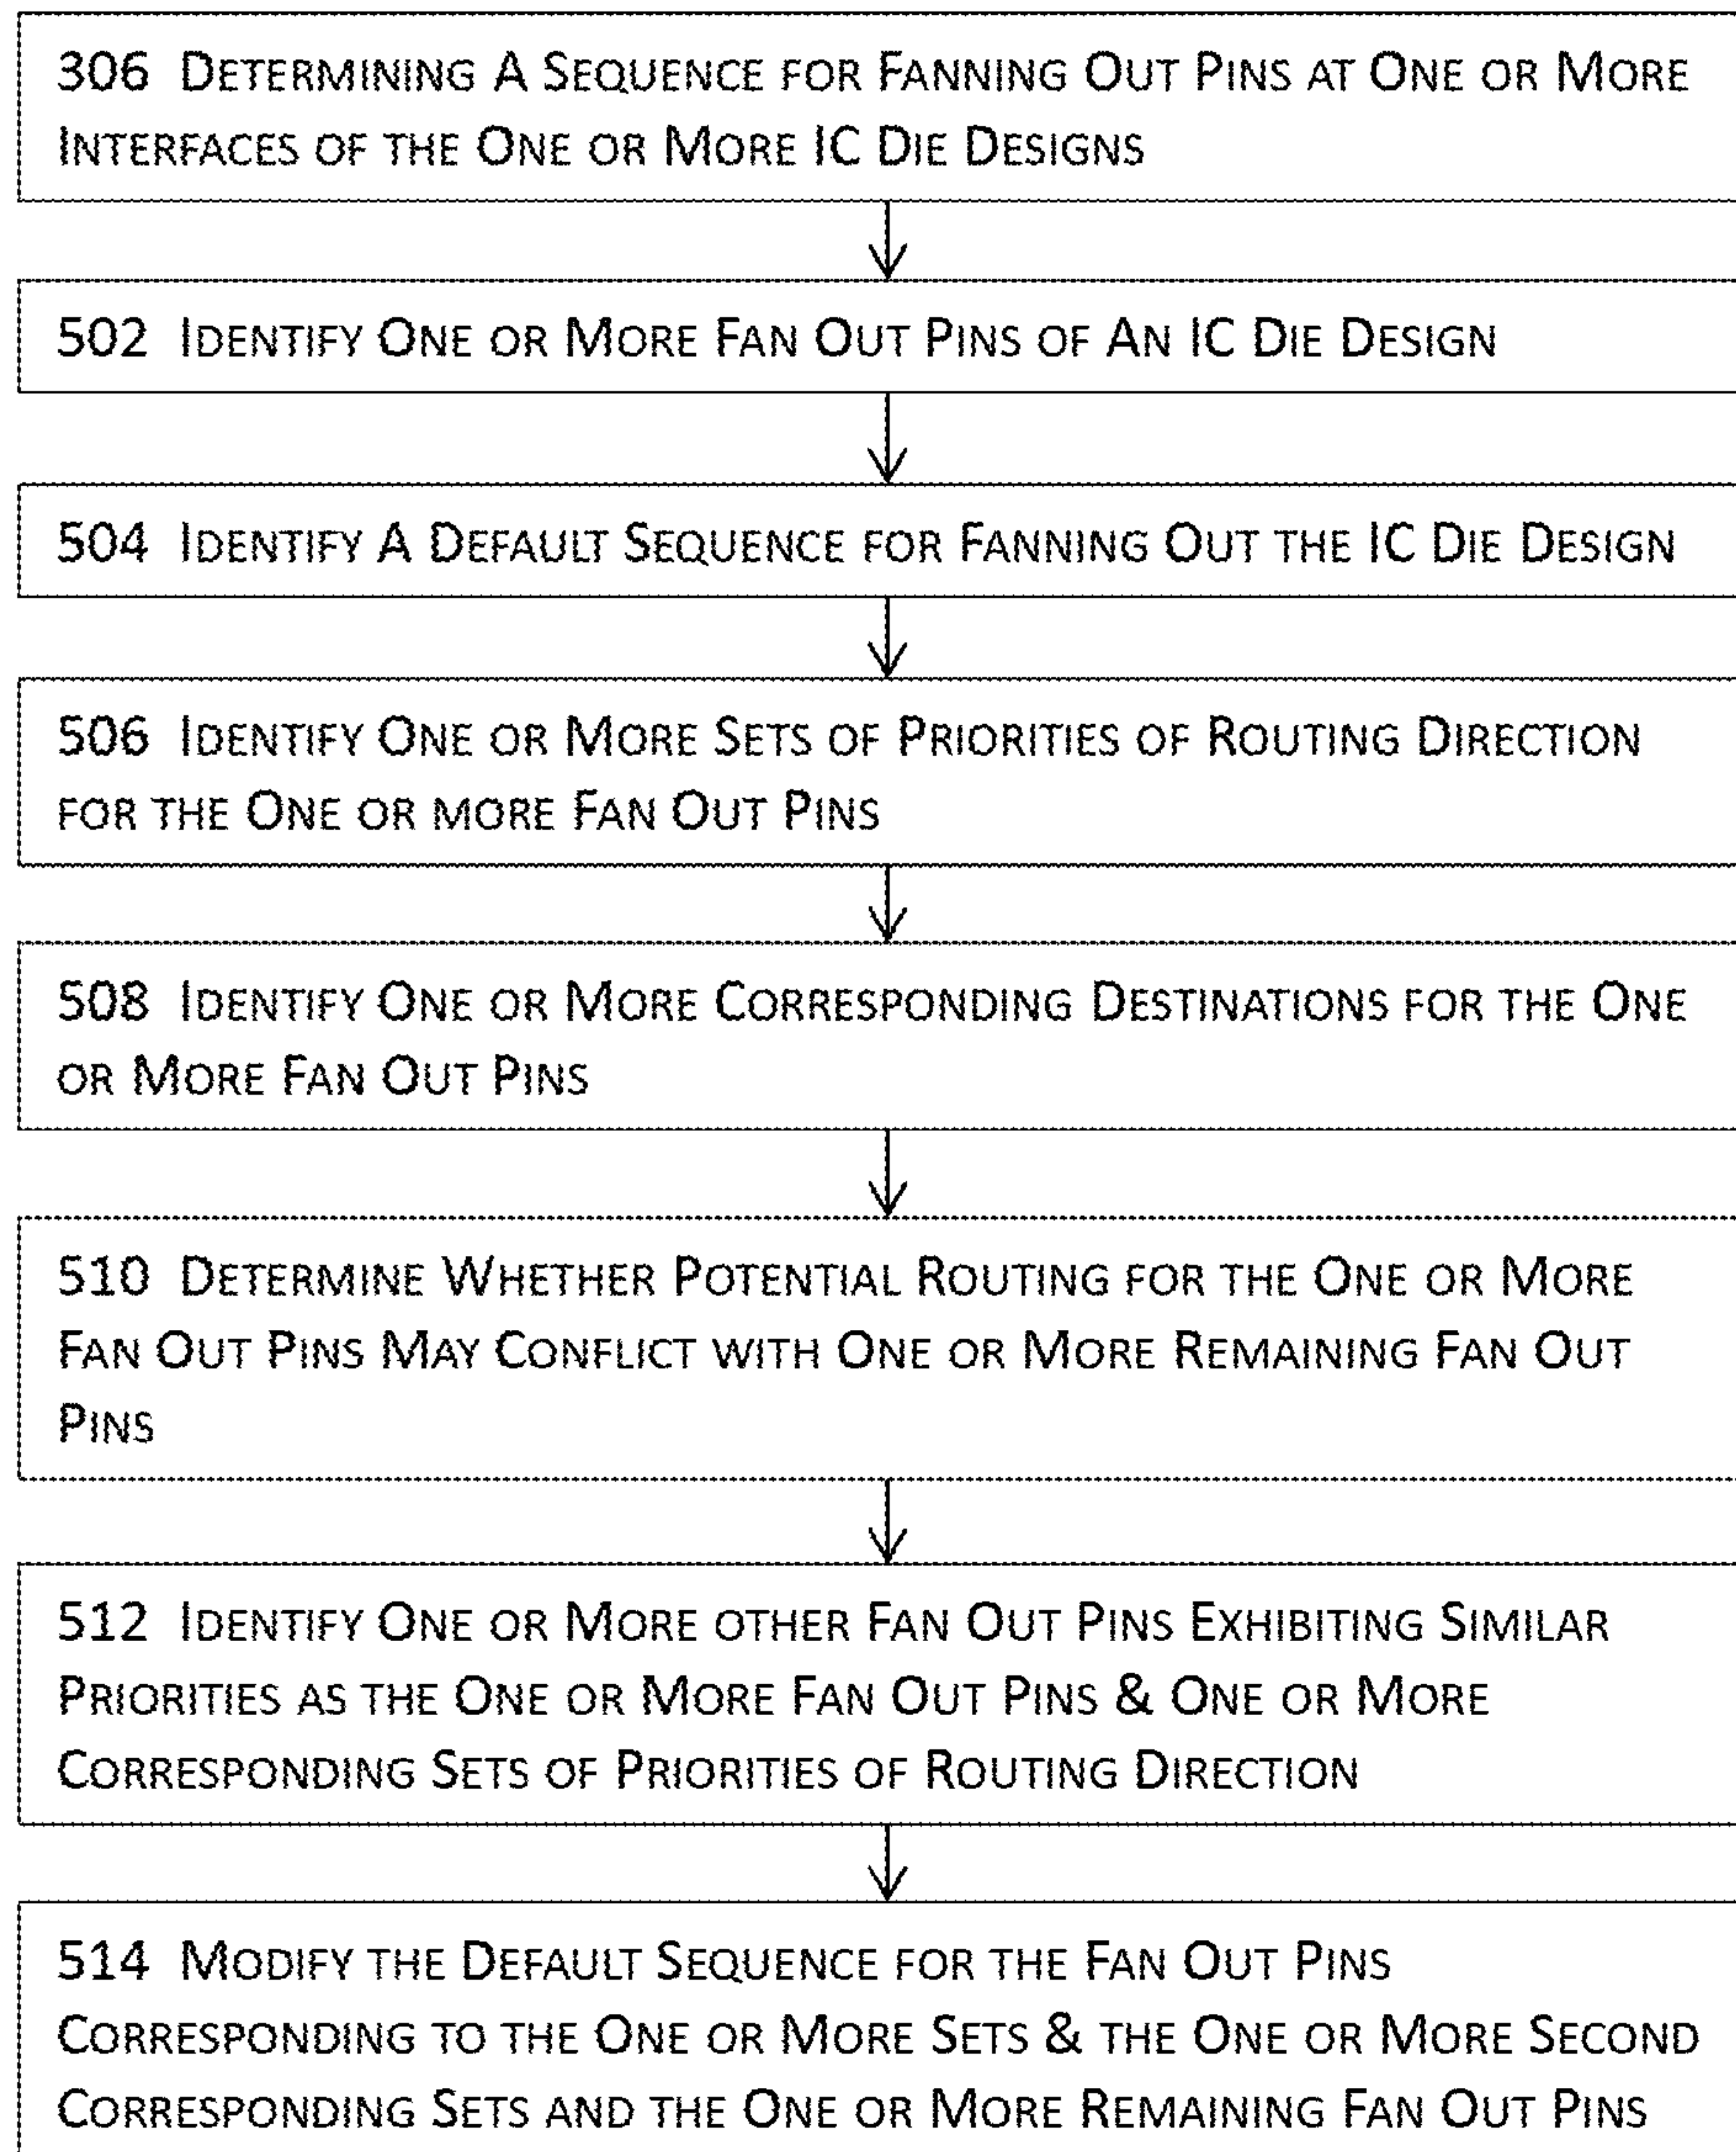 306 Determining A Sequence for Fanning Out Pins at One or More
Interfaces of the One or More IC Die Designs
502 Identify One or More Fan Out Pins of An IC Die Design
504 Identify A Default Sequence for Fanning Out the IC Die Design
506 Identify One or More Sets of Priorities of Routing Direction
for the One or more Fan Out Pins
508 Identify One or More Corresponding Destinations for the One
or More Fan Out Pins
510 Determine Whether Potential Routing for the One or More
Fan Out Pins May Conflict with One or More Remaining Fan Out
Pins
512 Identify One or More other Fan Out Pins Exhibiting Similar
Priorities as the One or More Fan Out Pins & One or More
Corresponding Sets of Priorities of Routing Direction
514 Modify the Default Sequence for the Fan Out Pins
Corresponding to the One or More Sets & the One or More Second
Corresponding Sets and the One or More Remaining Fan Out Pins